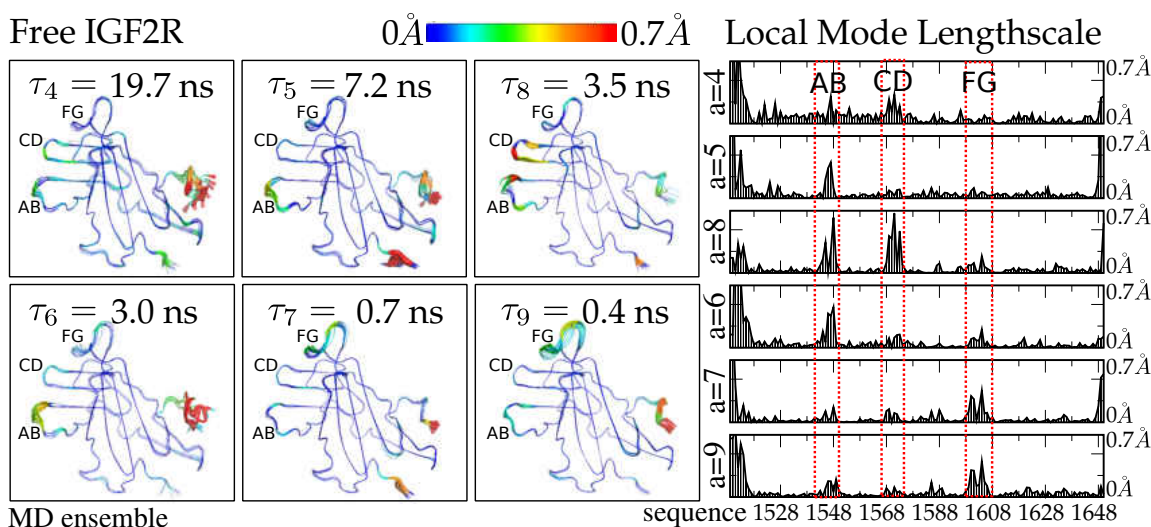 Free IGF2R
0Å 0.7Å
Local Mode Lengthscale
τ4 = 19.7 ns
FG
CD
AB
τ5 = 7.2 ns
FG
CD
AB
τ8 = 3.5 ns
FG
CD
AB
τ6 = 3.0 ns
FG
CD
AB
τ7 = 0.7 ns
FG
CD
AB
τ9 = 0.4 ns
FG
CD
AB
MD ensemble
AB CD FG
a=4
0.7Å
0Å
a=5
0.7Å
0Å
a=8
0.7Å
0Å
a=6
0.7Å
0Å
a=7
0.7Å
0Å
a=9
0.7Å
0Å
sequence 1528 1548 1568 1588 1608 1628 1648